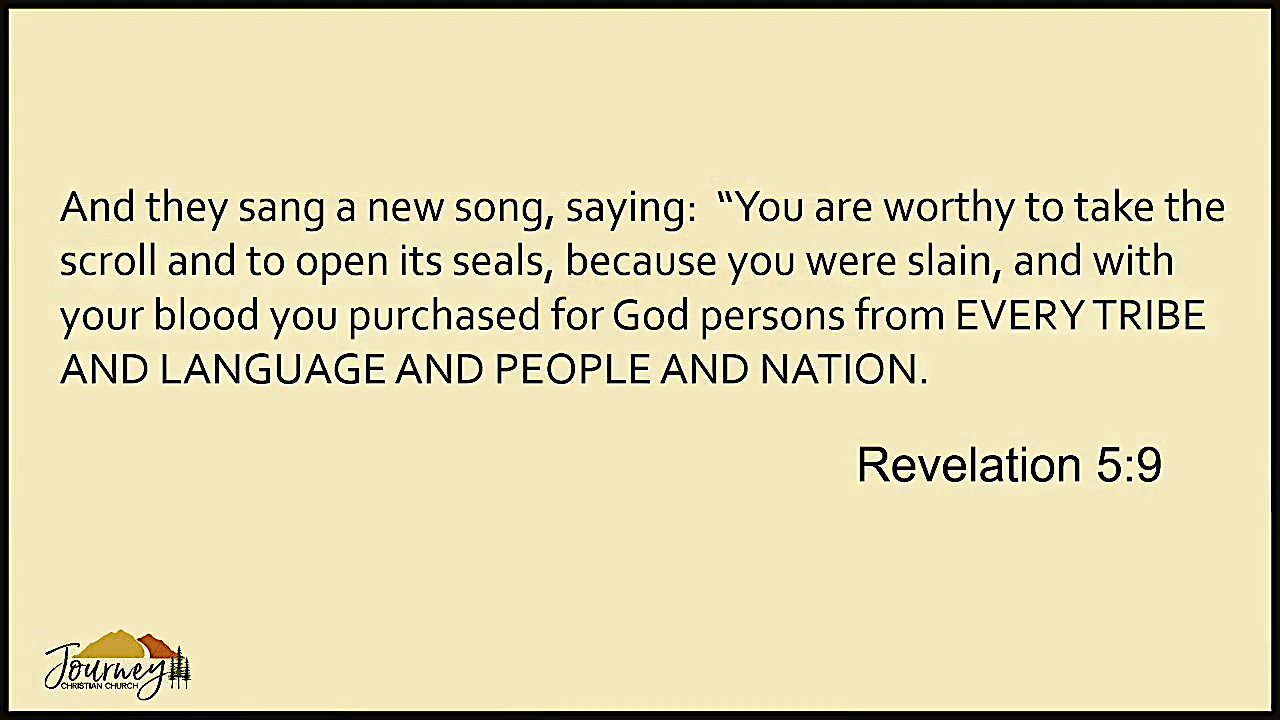 And they sang a new song, saying:  “You are worthy to take the
scroll and to open its seals, because you were slain, and with
your blood you purchased for God persons from EVERY TRIBE
AND LANGUAGE AND PEOPLE AND NATION.
Revelation 5:9
Journey
CHRISTIAN CHURCH